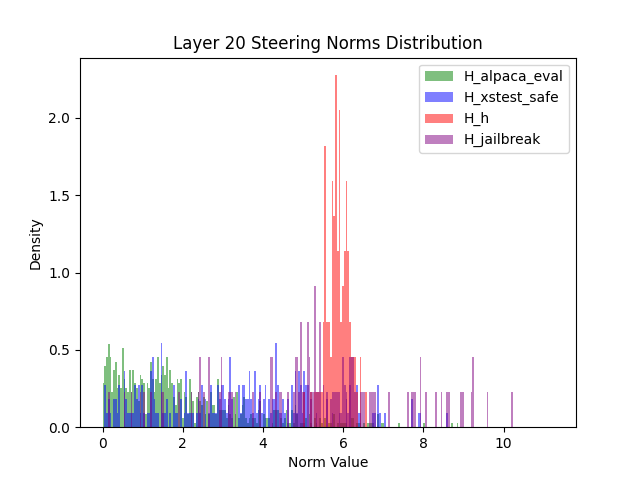 Layer 20 Steering Norms Distribution
H_alpaca_eval
H_xstest_safe
H_h
H_jailbreak
Density
2.0
1.5
1.0
0.5
0.0
0
2
4
6
8
10
Norm Value